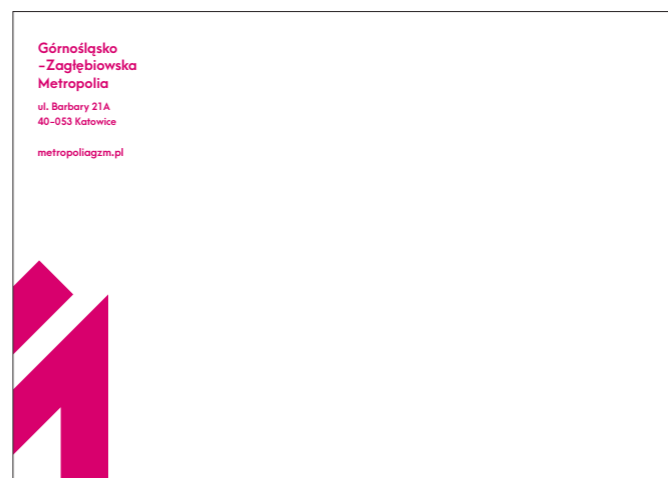 Górnośląsko
-Zagłębiowska
Metropolia
ul. Barbary 21A
40-053 Katowice
metropoliagzm.pl